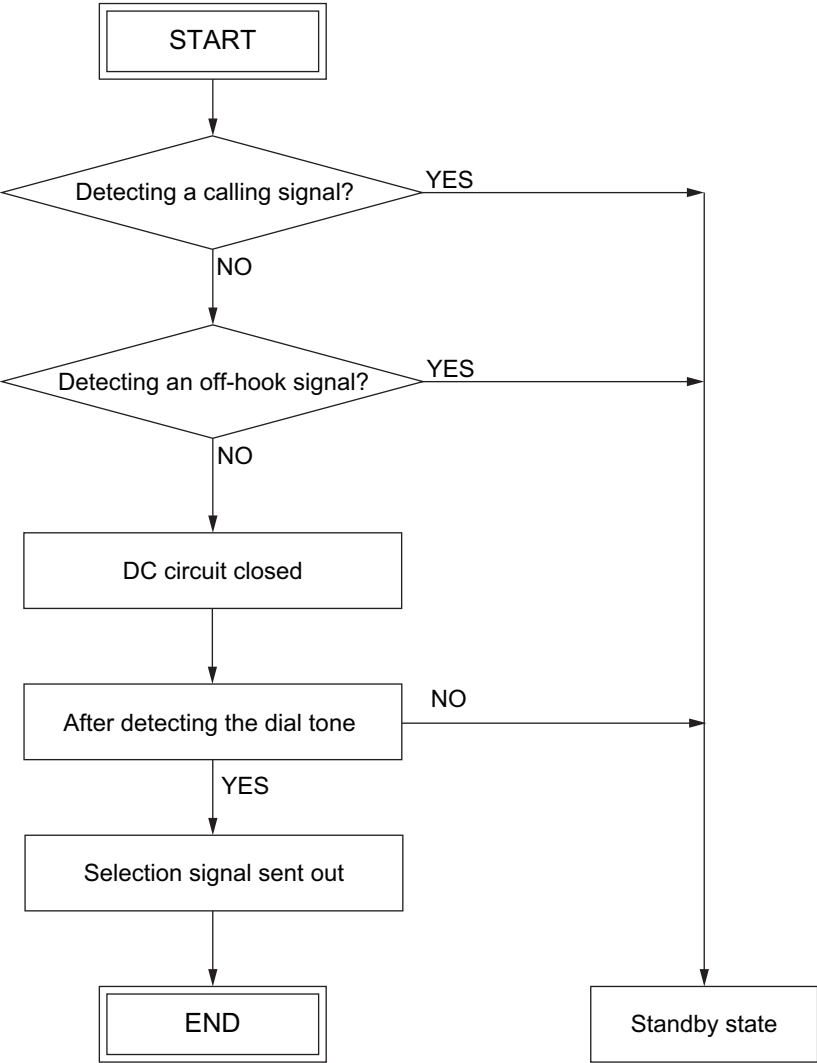 START
Detecting a calling signal?
YES
NO
Detecting an off-hook signal?
YES
NO
DC circuit closed
After detecting the dial tone
NO
YES
Selection signal sent out
END
Standby state